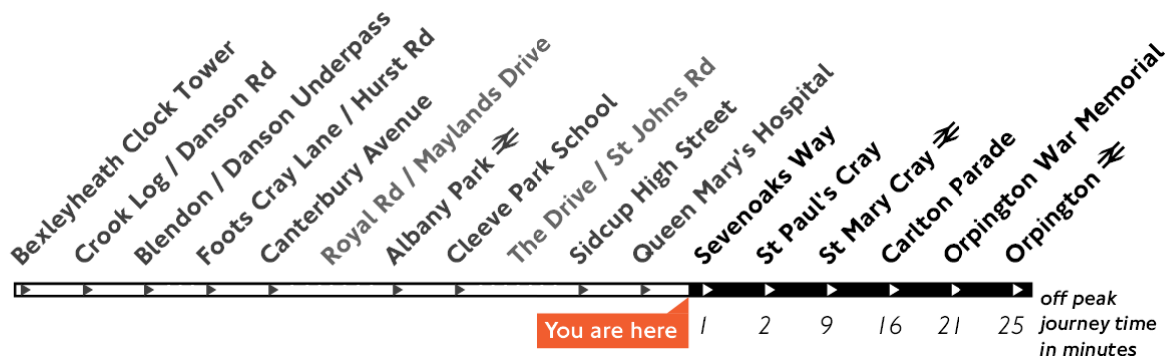 Bexleyheath Clock Tower
Crook Log / Danson Rd
Blendon / Danson Underpass
Foots Cray Lane / Hurst Rd
Canterbury Avenue
Royal Rd / Maylands Drive
Albany Park
Cleeve Park School
The Drive / St Johns Rd
Sidcup High Street
Queen Mary's Hospital
Sevenoaks Way
St Paul's Cray
St Mary Cray
Carlton Parade
Orpington War Memorial
Orpington
You are here
1 2 9 16 21 25
off peak
journey time
in minutes